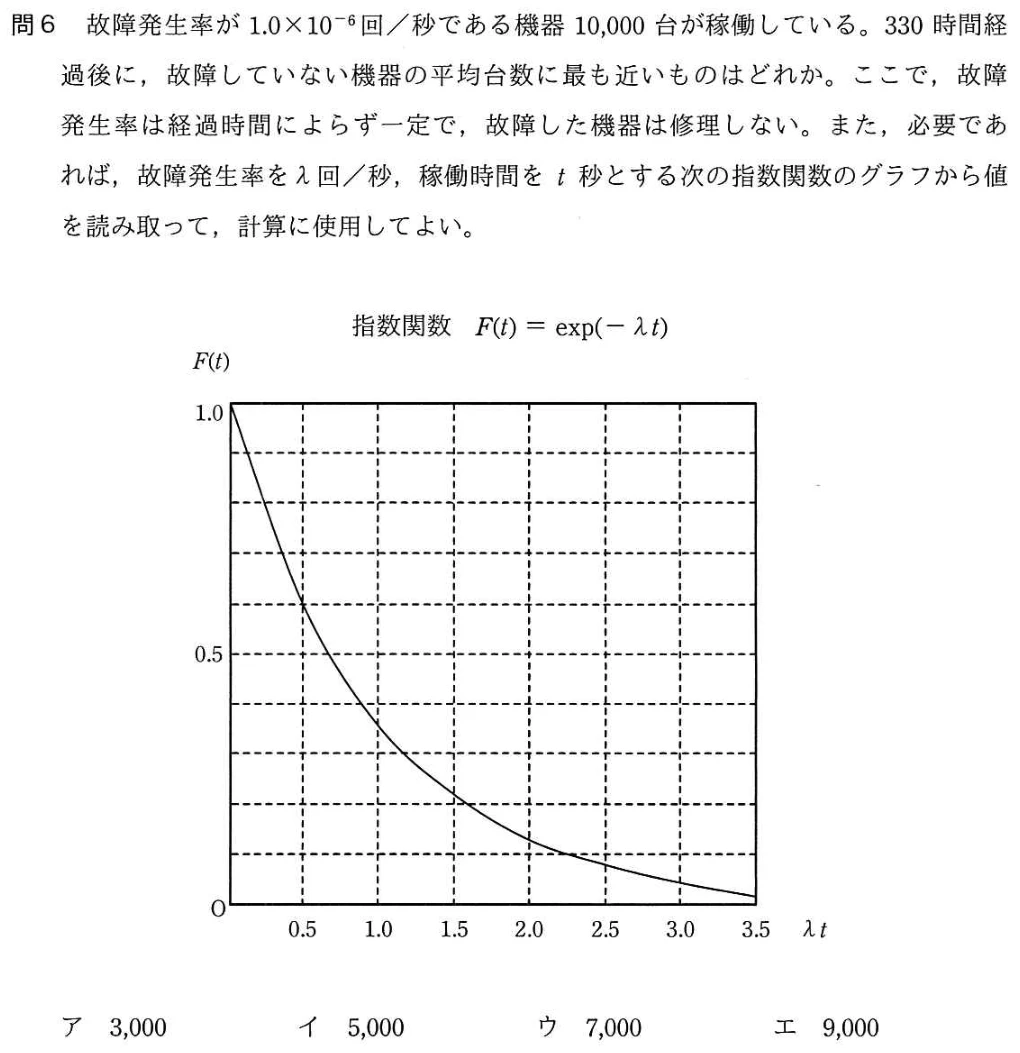 問6 故障発生率が 1.0×10⁻⁶回／秒である機器 10,000 台が稼働している。330 時間経
過後に，故障していない機器の平均台数に最も近いものはどれか。ここで，故障
発生率は経過時間によらず一定で，故障した機器は修理しない。また，必要であ
れば，故障発生率をλ回／秒，稼働時間を t 秒とする次の指数関数のグラフから値
を読み取って，計算に使用してよい。
指数関数 F(t) = exp(− λt)
F(t)
1.0
0.5
O
0.5 1.0 1.5 2.0 2.5 3.0 3.5 λt
ア 3,000 イ 5,000 ウ 7,000 エ 9,000